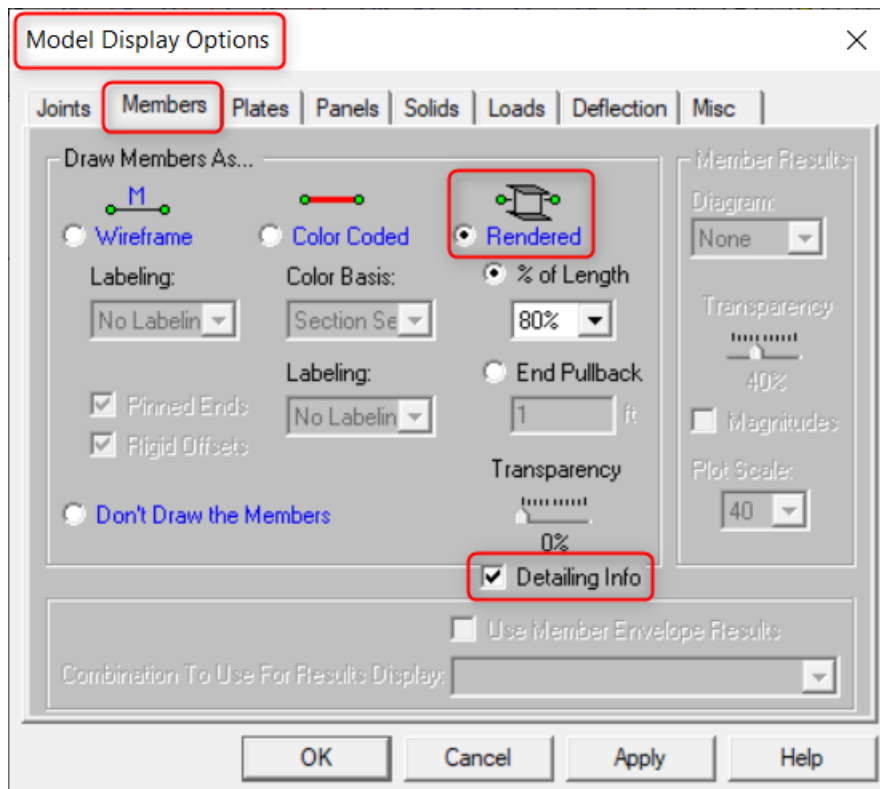 Model Display Options
Joints Members Plates Panels Solids Loads Deflection Misc
Draw Members As...
Member Results
M
Wireframe Color Coded Rendered
Diagram:
None
Labeling: Color Basis: % of Length
No Labelin Section Se 80%
Transparency
40%
Labeling: End Pullback
Pinned Ends No Labelin 1 ft
Magnitudes
Rigid Offsets
Transparency
Plot Scale:
Don't Draw the Members
40
0%
Detailing Info
Use Member Envelope Results
Combination To Use For Results Display:
OK Cancel Apply Help